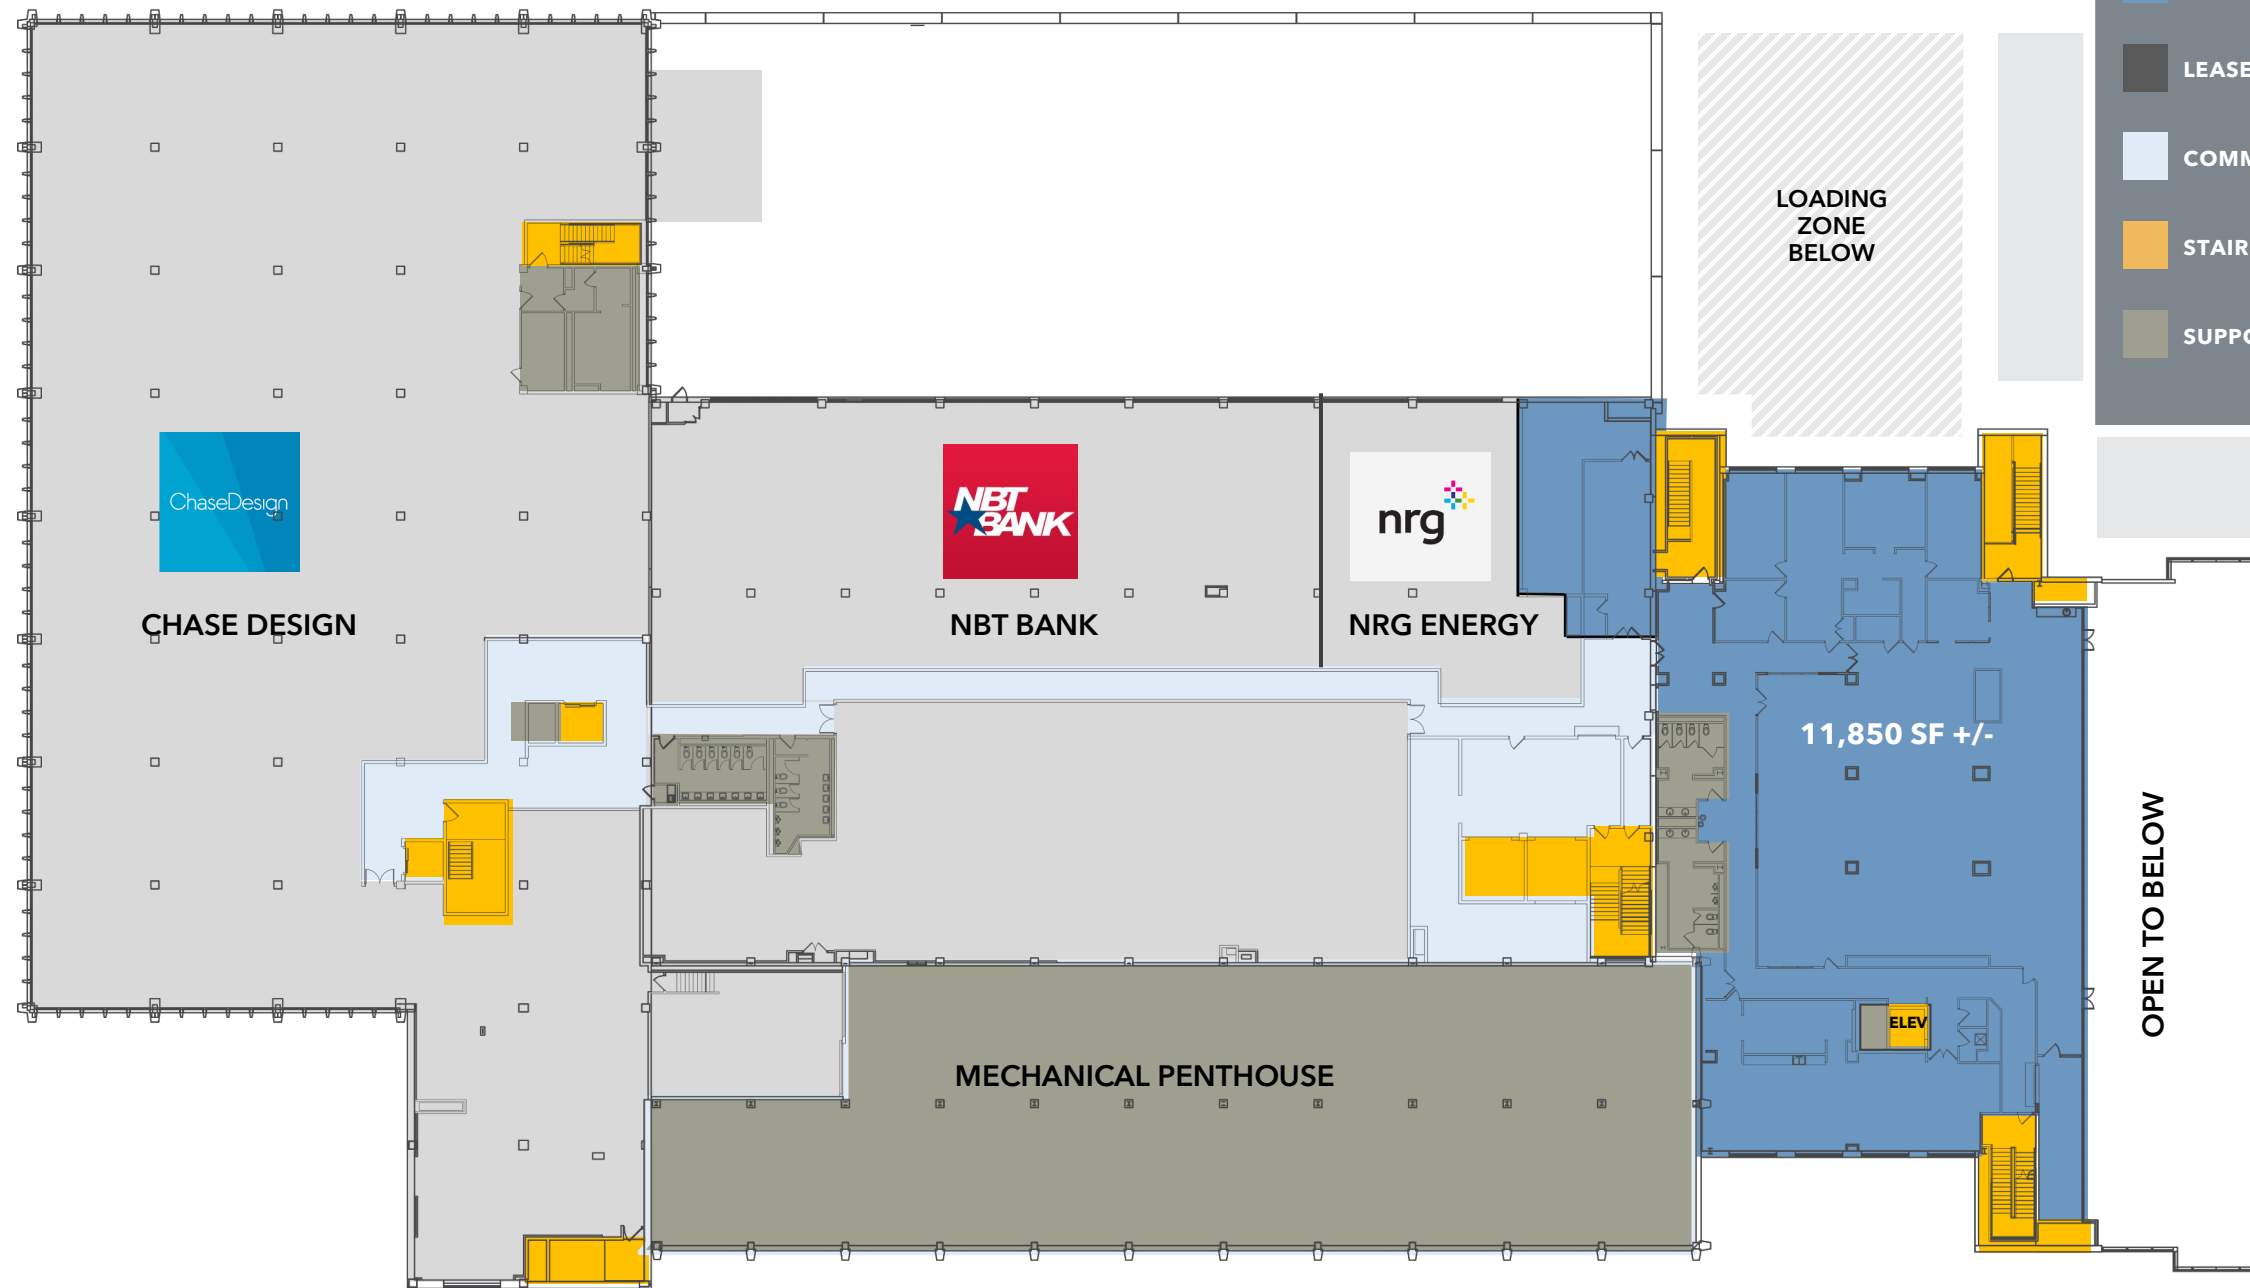 LEASE
COMM
STAIR
SUPPO
LOADING
ZONE
BELOW
ChaseDesign
CHASE DESIGN
NBT
BANK
NBT BANK
nrg
NRG ENERGY
11,850 SF +/-
OPEN TO BELOW
ELEV
MECHANICAL PENTHOUSE